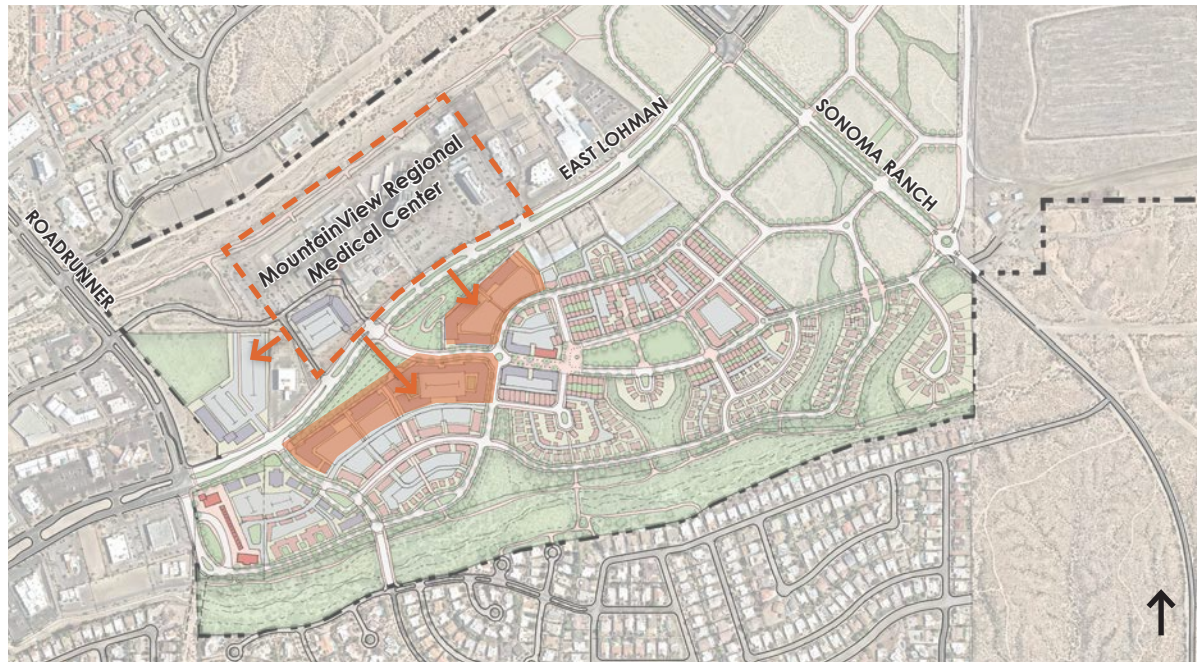 EAST LOHMAN
SONOMA RANCH
MountainView Regional
Medical Center
ROADRUNNER